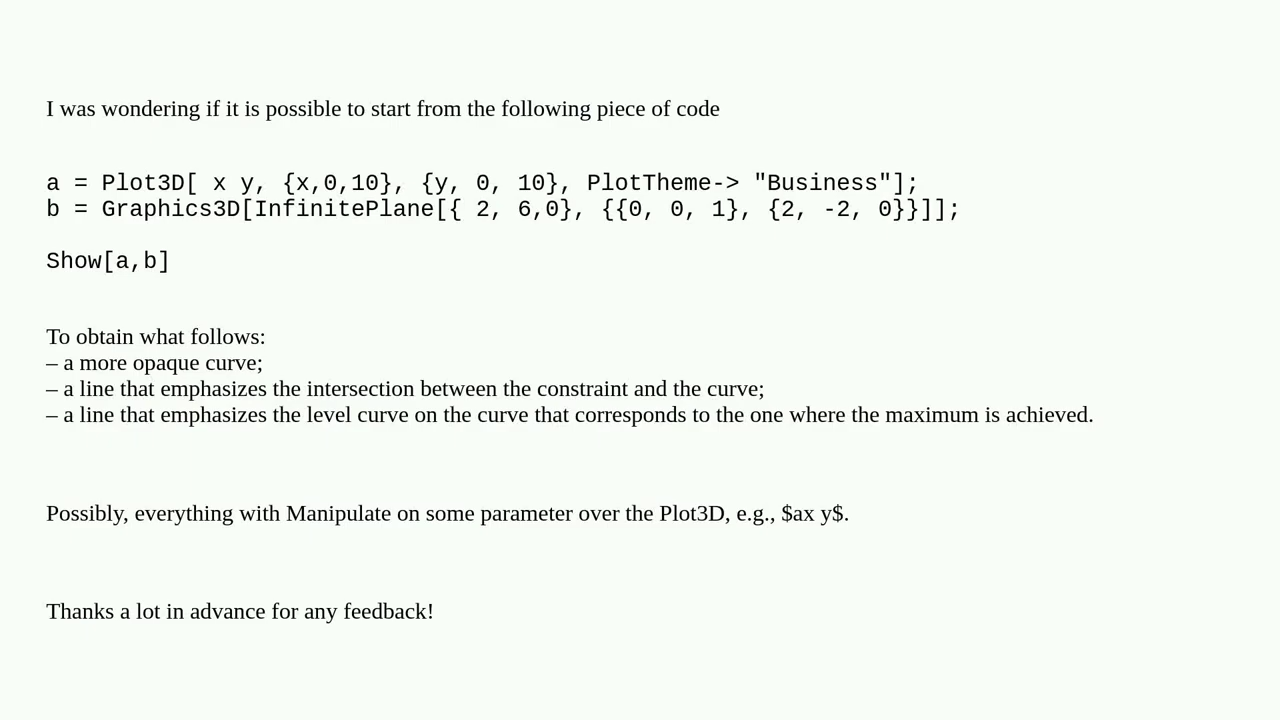 I was wondering if it is possible to start from the following piece of code
a = Plot3D[ x y, {x,0,10}, {y, 0, 10}, PlotTheme-> "Business"];
b = Graphics3D[InfinitePlane[{ 2, 6,0}, {{0, 0, 1}, {2, -2, 0}}]];
Show[a,b]
To obtain what follows:
– a more opaque curve;
– a line that emphasizes the intersection between the constraint and the curve;
– a line that emphasizes the level curve on the curve that corresponds to the one where the maximum is achieved.
Possibly, everything with Manipulate on some parameter over the Plot3D, e.g., $ax y$.
Thanks a lot in advance for any feedback!